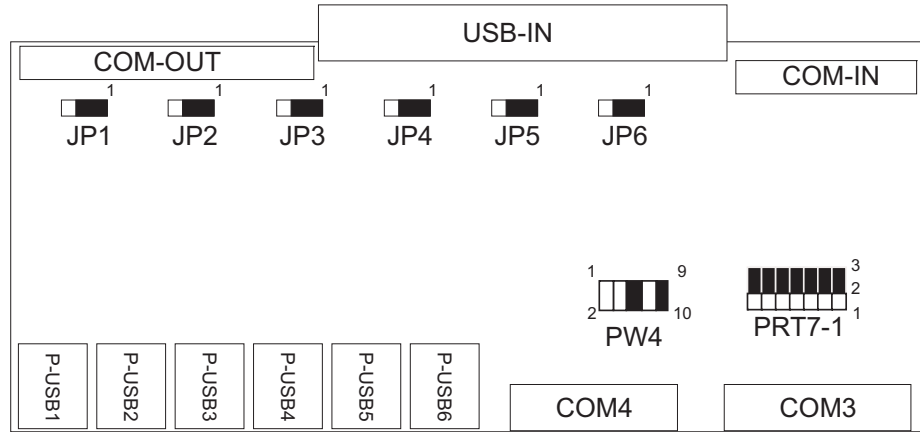 USB-IN
COM-OUT
COM-IN
1 1 1 1 1 1
JP1 JP2 JP3 JP4 JP5 JP6
1 9 3
2
2 10 1
PW4 PRT7-1
P-USB1 P-USB2 P-USB3 P-USB4 P-USB5 P-USB6
COM4 COM3